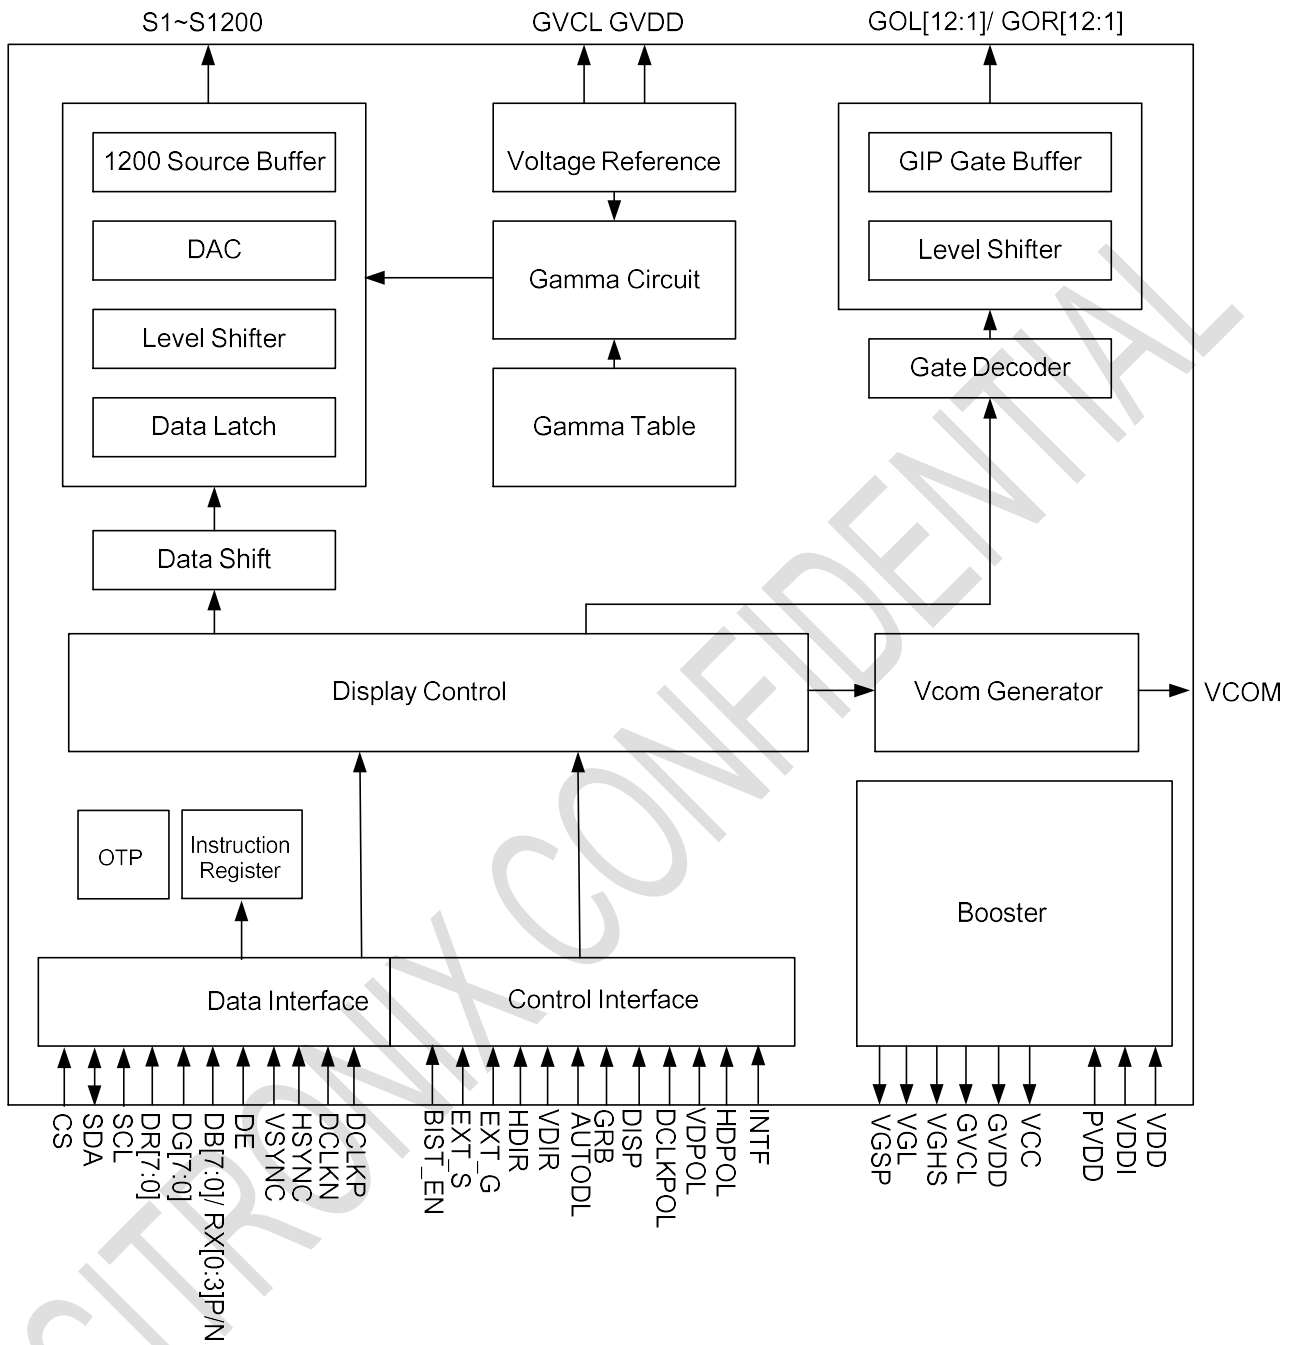 S1~S1200
GVCL GVDD
GOL[12:1]/ GOR[12:1]
1200 Source Buffer
DAC
Level Shifter
Data Latch
Voltage Reference
Gamma Circuit
Gamma Table
GIP Gate Buffer
Level Shifter
Gate Decoder
Data Shift
Display Control
Vcom Generator
VCOM
OTP
Instruction
Register
Booster
Data Interface
Control Interface
CS
SDA
SCL
DR[7:0]
DG[7:0]
DB[7:0]/ RX[0:3]P/N
DE
VSYNC
HSYNC
DCLKN
DCLKP
BIST_EN
EXT_S
EXT_G
HDIR
VDIR
AUTODL
GRB
DISP
DCLKPOL
VDPOL
HDPOL
INTF
VGSP
VGL
VGHS
GVCL
GVDD
VCC
PVDD
VDDI
VDD
CITRONIX CONFIDENTIAL